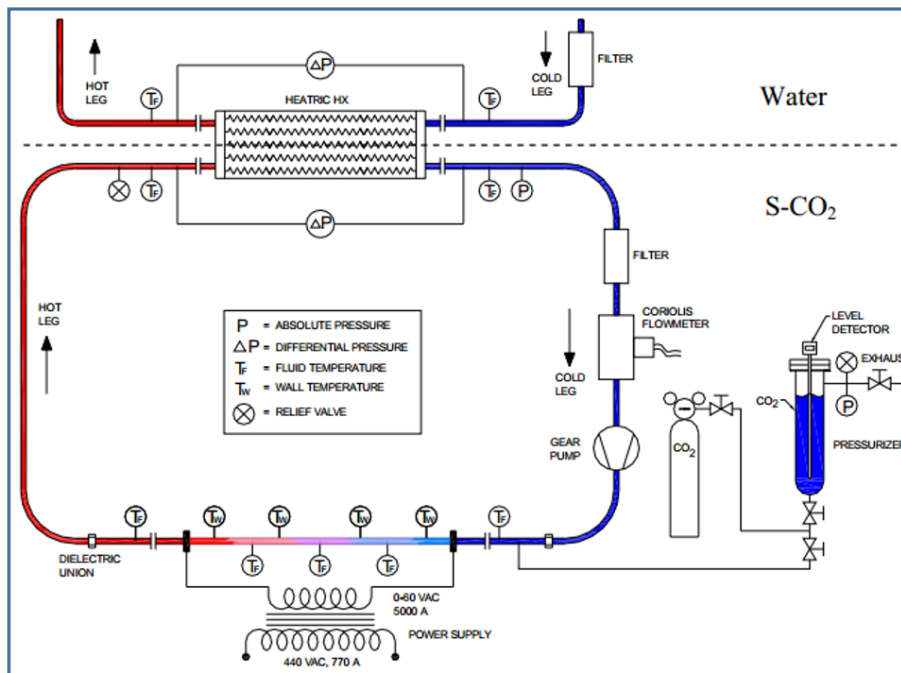 HOT
LEG
TF
ΔP
HEATRIC HX
TF
COLD
LEG
FILTER
Water
TF
ΔP
TF
P
S-CO2
FILTER
HOT
LEG
P = ABSOLUTE PRESSURE
ΔP = DIFFERENTIAL PRESSURE
TF = FLUID TEMPERATURE
TW = WALL TEMPERATURE
= RELIEF VALVE
CORIOLIS
FLOWMETER
COLD
LEG
GEAR
PUMP
CO2
LEVEL
DETECTOR
EXHAUS
CO2
P
PRESSURIZER
TF
TW
TW
TW
TW
TF
DIELECTRIC
UNION
TF
TF
TF
0-60 VAC
5000 A
POWER SUPPLY
440 VAC, 770 A